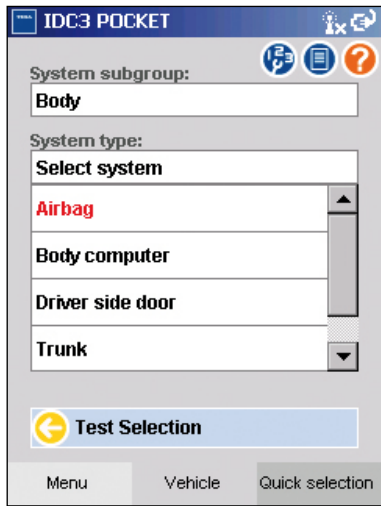 TEXA IDC3 POCKET
System subgroup:
Body
System type:
Select system
Airbag
Body computer
Driver side door
Trunk
Test Selection
Menu Vehicle Quick selection